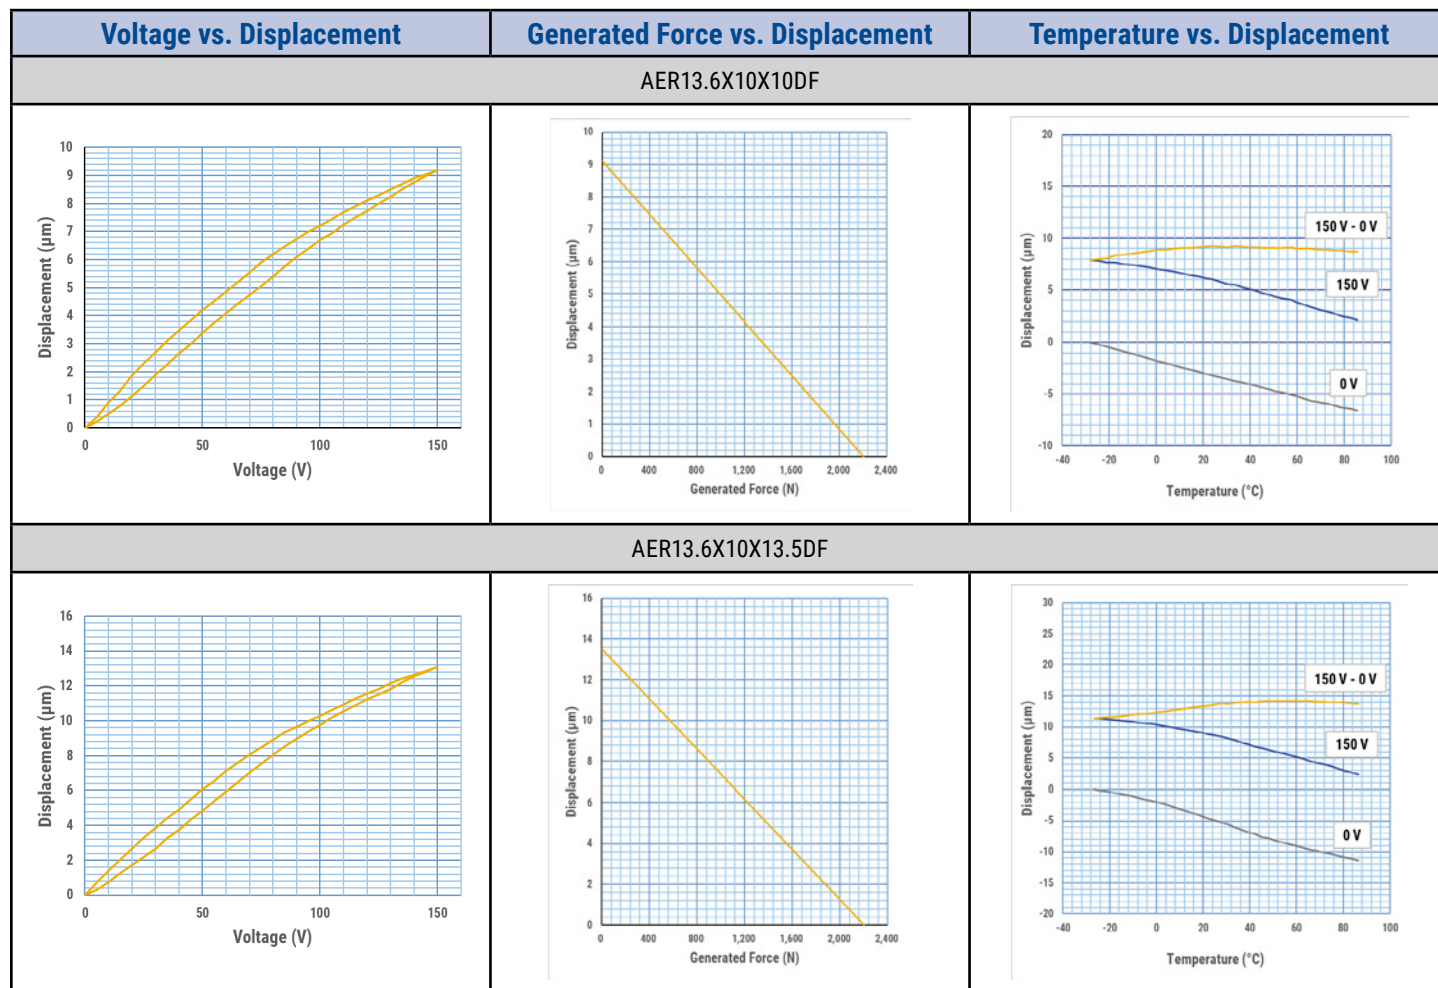 Voltage vs. Displacement
Generated Force vs. Displacement
Temperature vs. Displacement
AER13.6X10X10DF
10
9
8
7
6
5
4
3
2
1
0
Displacement (µm)
0 50 100 150
Voltage (V)
10
9
8
7
6
5
4
3
2
1
0
Displacement (µm)
0 400 800 1,200 1,600 2,000 2,400
Generated Force (N)
20
15
10
5
0
-5
-10
Displacement (µm)
150 V - 0 V
150 V
0 V
-40 -20 0 20 40 60 80 100
Temperature (°C)
AER13.6X10X13.5DF
16
14
12
10
8
6
4
2
0
Displacement (µm)
0 50 100 150
Voltage (V)
16
14
12
10
8
6
4
2
0
Displacement (µm)
0 400 800 1,200 1,600 2,000 2,400
Generated Force (N)
30
25
20
15
10
5
0
-5
-10
-15
-20
Displacement (µm)
150 V - 0 V
150 V
0 V
-40 -20 0 20 40 60 80 100
Temperature (°C)